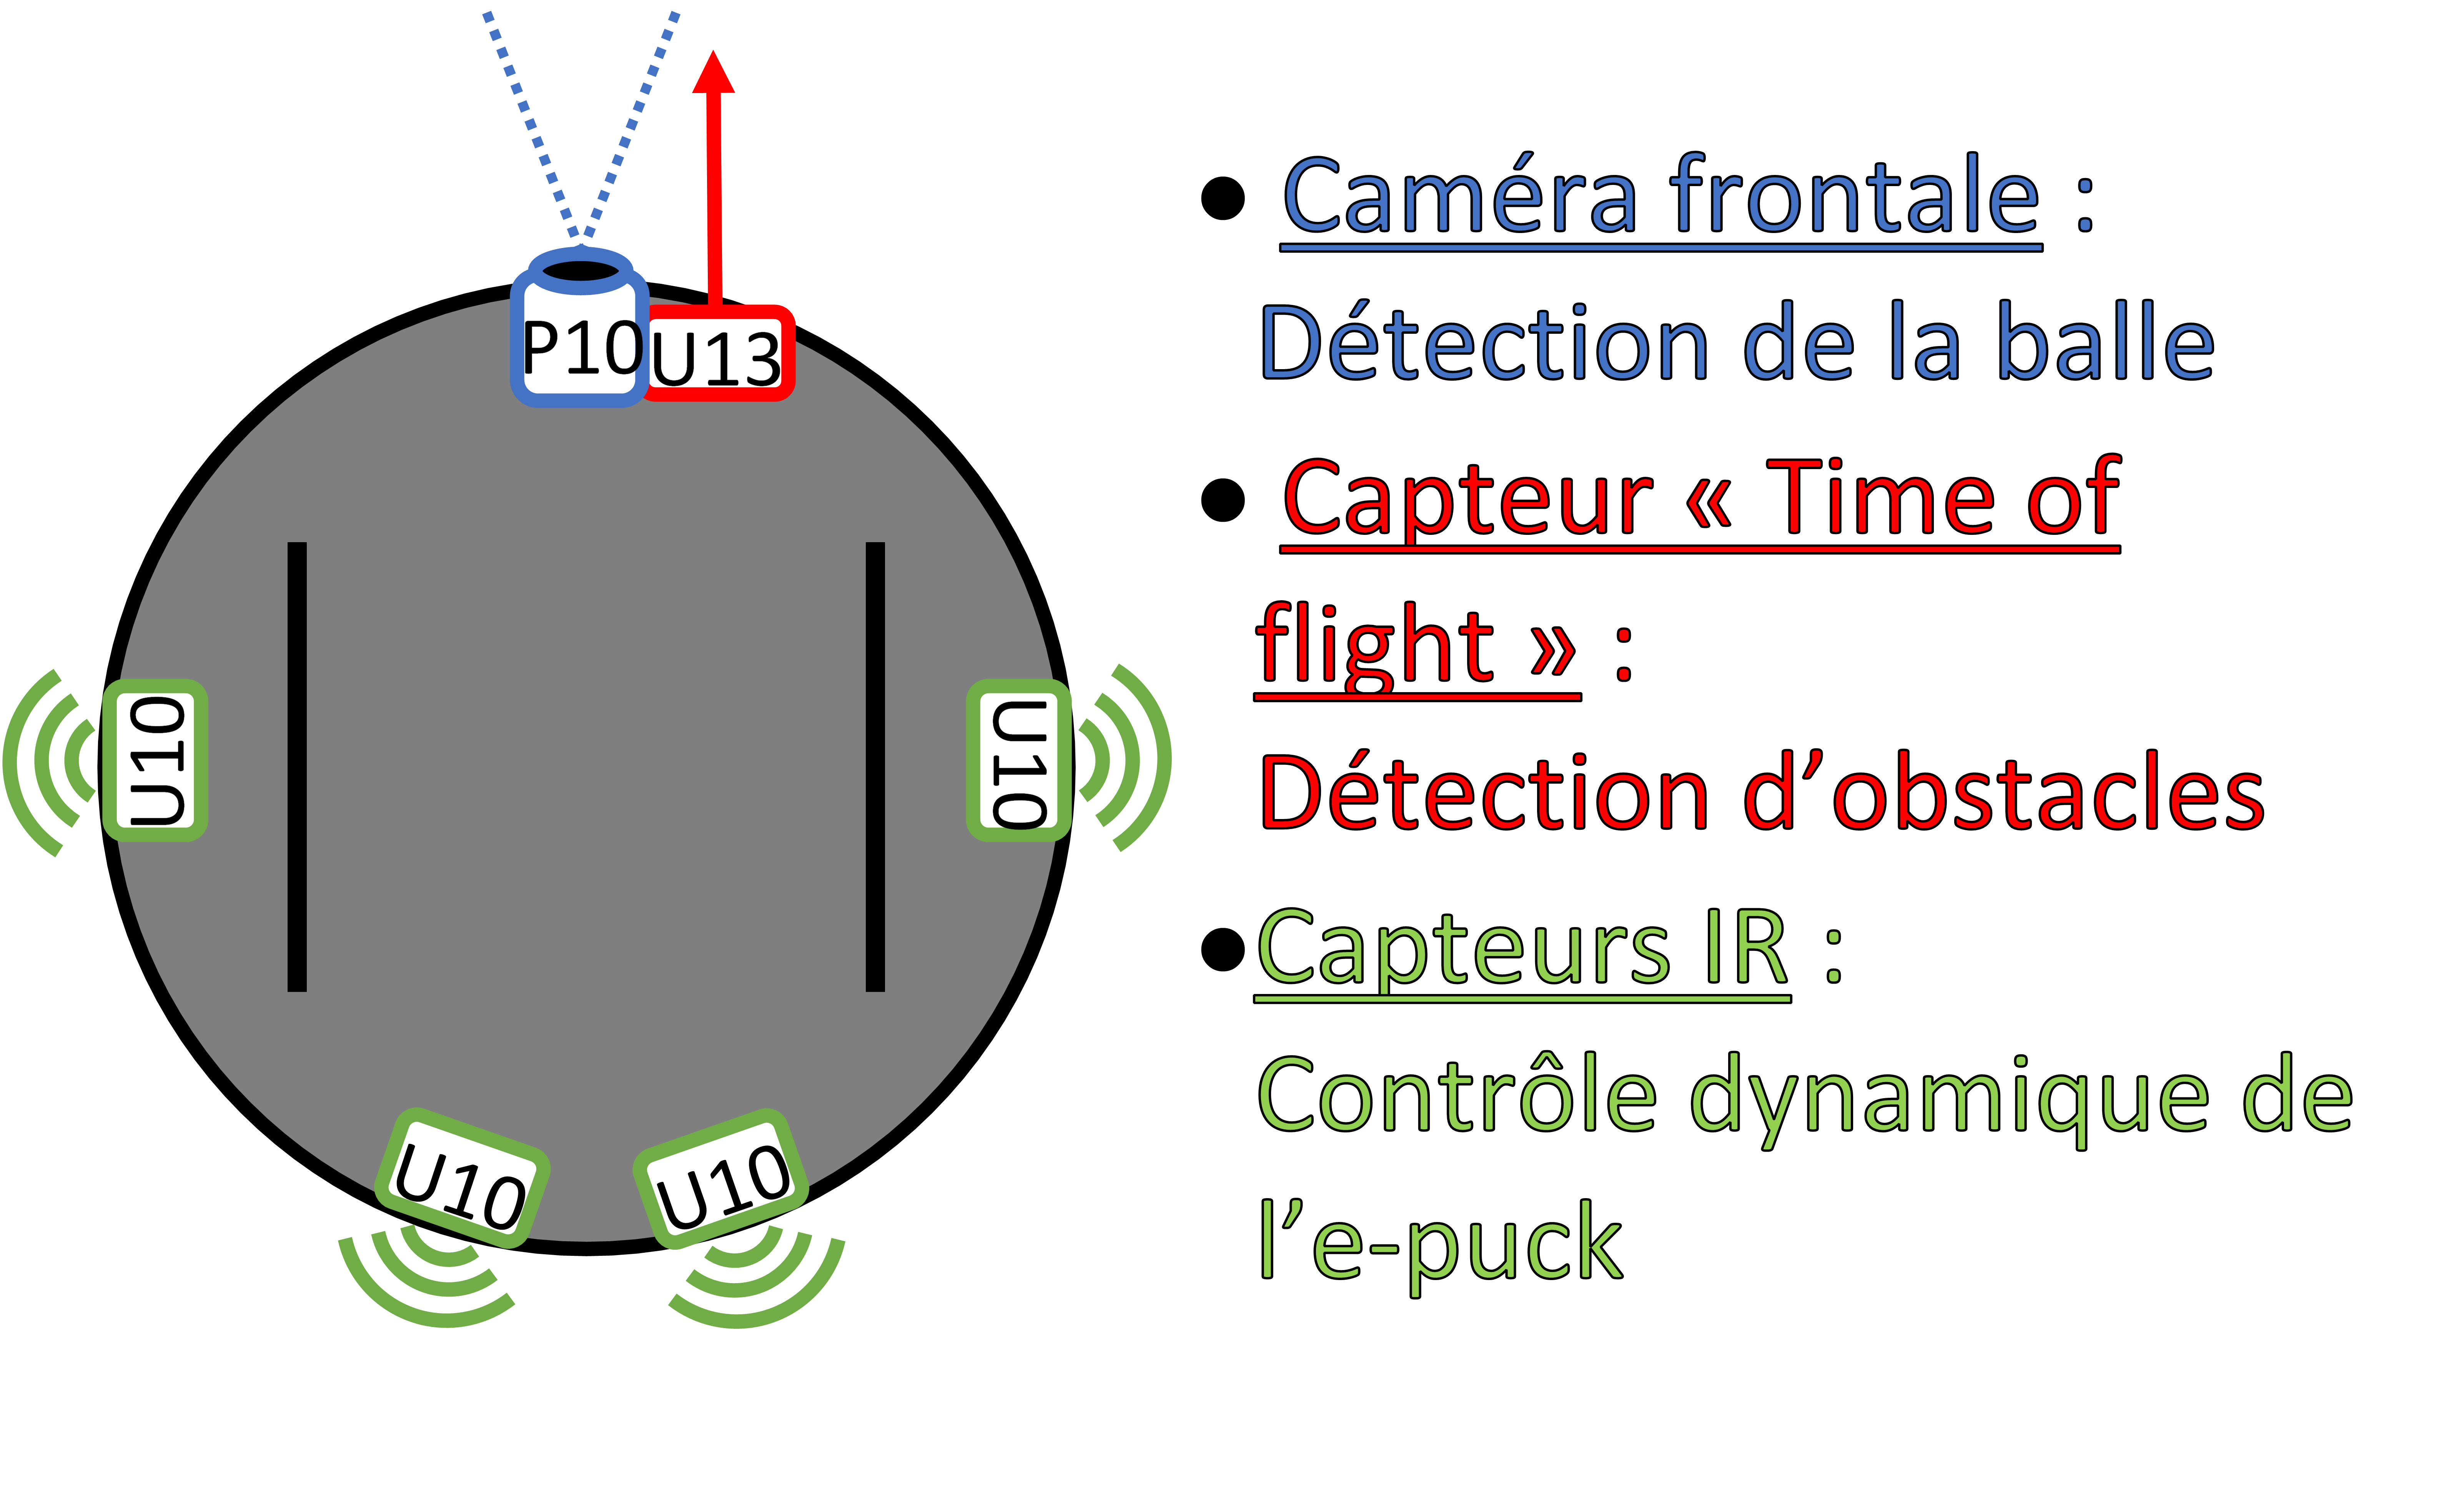 P10
U13
U10
U10
U10
U10
• Caméra frontale :
Détection de la balle
• Capteur « Time of
flight » :
Détection d’obstacles
• Capteurs IR :
Contrôle dynamique de
l’e-puck